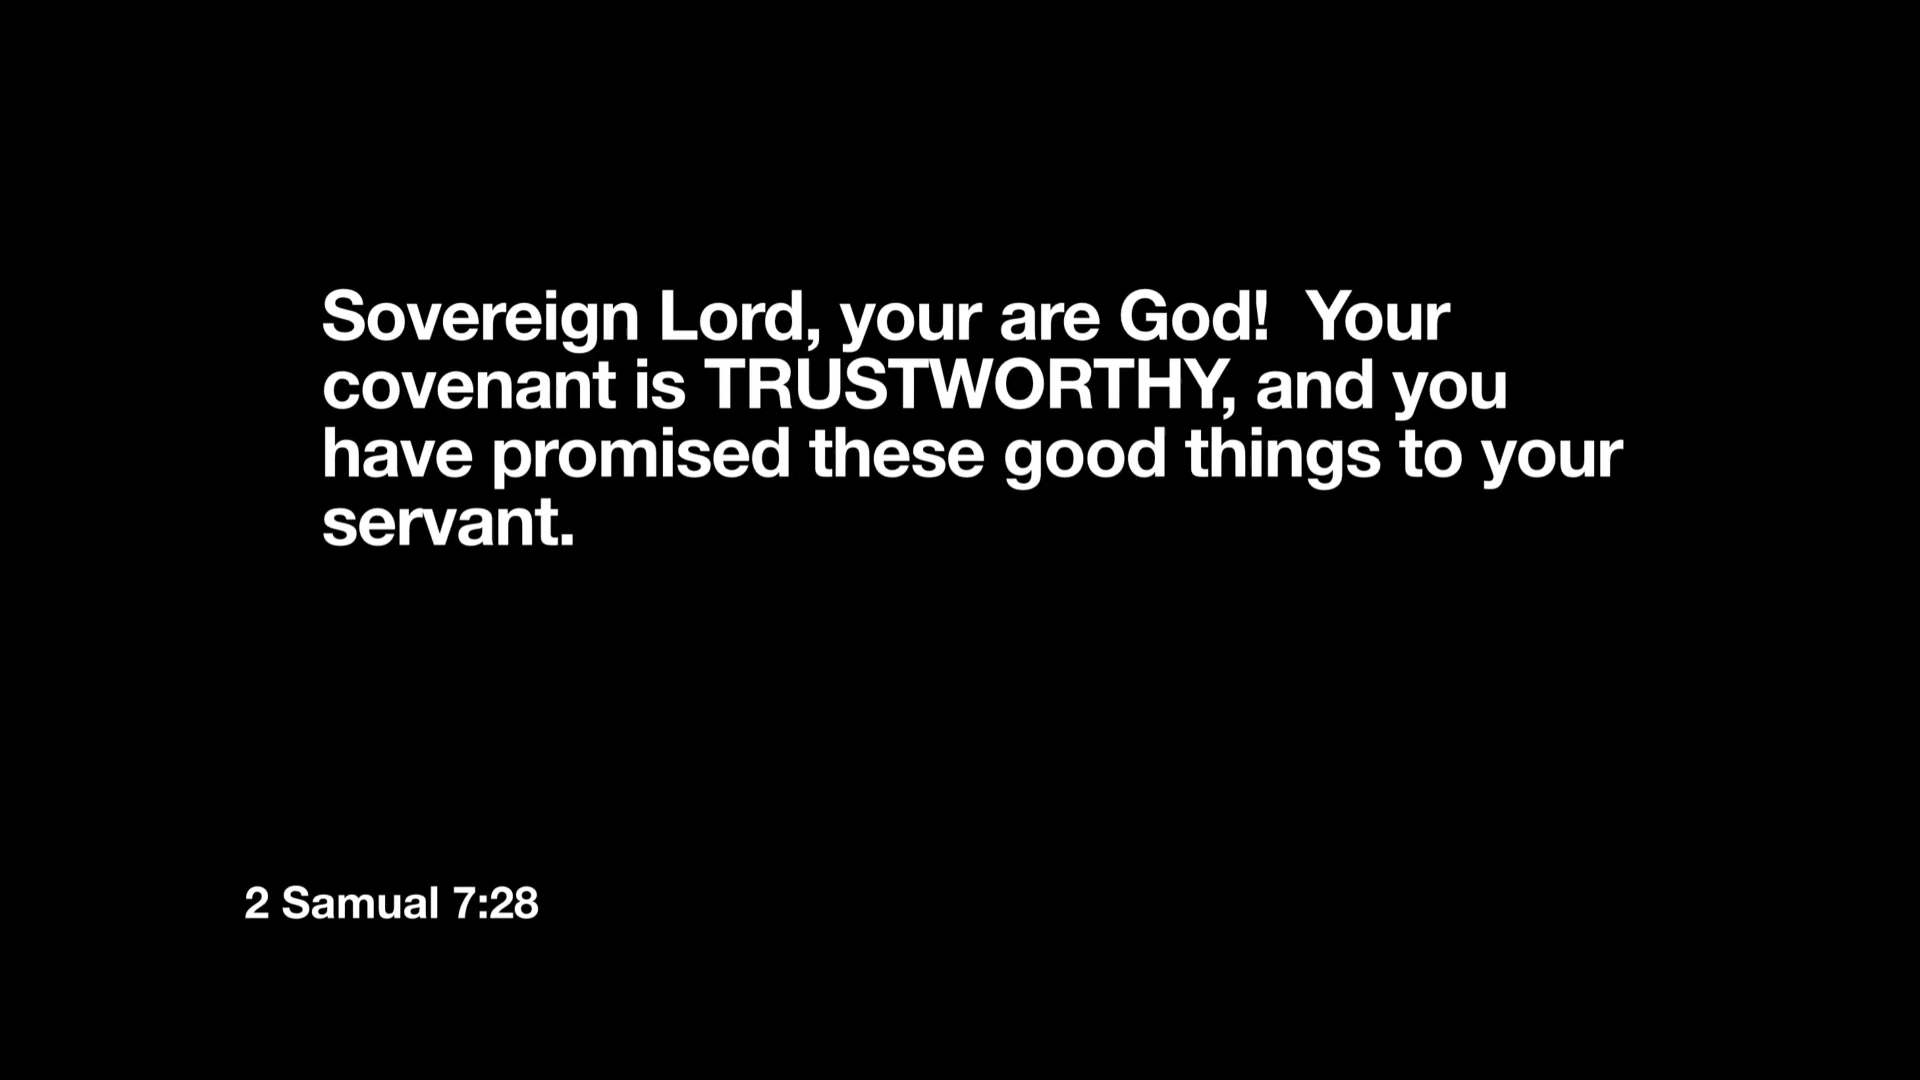 Sovereign Lord, your are God!  Your
covenant is TRUSTWORTHY, and you
have promised these good things to your
servant.
2 Samual 7:28